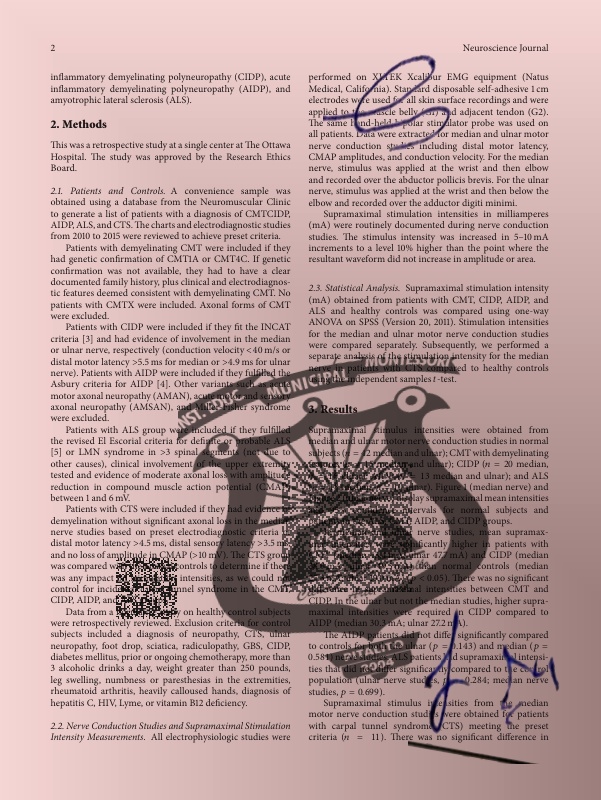 2
Neuroscience Journal
inflammatory demyelinating polyneuropathy (CIDP), acute
inflammatory demyelinating polyneuropathy (AIDP), and
amyotrophic lateral sclerosis (ALS).
2. Methods
This was a retrospective study at a single center at The Ottawa
Hospital. The study was approved by the Research Ethics
Board.
2.1. Patients and Controls. A convenience sample was
obtained using a database from the Neuromuscular Clinic
to generate a list of patients with a diagnosis of CMTCIDP,
AIDP, ALS, and CTS. The charts and electrodiagnostic studies
from 2010 to 2015 were reviewed to achieve preset criteria.
Patients with demyelinating CMT were included if they
had genetic confirmation of CMT1A or CMT4C. If genetic
confirmation was not available, they had to have a clear
documented family history, plus clinical and electrodiagnos-
tic features deemed consistent with demyelinating CMT. No
patients with CMTX were included. Axonal forms of CMT
were excluded.
Patients with CIDP were included if they fit the INCAT
criteria [3] and had evidence of involvement in the median
or ulnar nerve, respectively (conduction velocity <40 m/s or
distal motor latency >5.5 ms for median or >4.9 ms for ulnar
nerve). Patients with AIDP were included if they fulfilled the
Asbury criteria for AIDP [4]. Other variants such as acute
motor axonal neuropathy (AMAN), acute motor and sensory
axonal neuropathy (AMSAN), and Miller-Fisher syndrome
were excluded.
Patients with ALS group were included if they fulfilled
the revised El Escorial criteria for definite or probable ALS
[5] or LMN syndrome in >3 spinal segments (not due to
other causes), clinical involvement of the upper extremity
tested and evidence of moderate axonal loss with amplitude
reduction in compound muscle action potential (CMAP)
between 1 and 6 mV.
Patients with CTS were included if they had evidence of
demyelination without significant axonal loss in the median
nerve studies based on preset electrodiagnostic criteria
distal motor latency >4.5 ms, distal sensory latency >3.5 ms,
and no loss of amplitude in CMAP (>10 mV). The CTS group
was compared with controls to determine if there
was any impact intensities, as we could not
control for tunnel syndrome in the CMT,
CIDP, AIDP, and
Data from a on healthy control subjects
were retrospectively reviewed. Exclusion criteria for control
subjects included a diagnosis of neuropathy, CTS, ulnar
neuropathy, foot drop, sciatica, radiculopathy, GBS, CIDP,
diabetes mellitus, prior or ongoing chemotherapy, more than
3 alcoholic drinks a day, weight greater than 250 pounds,
leg swelling, numbness or paresthesias in the extremities,
rheumatoid arthritis, heavily calloused hands, diagnosis of
hepatitis C, HIV, Lyme, or vitamin B12 deficiency.
2.2. Nerve Conduction Studies and Supramaximal Stimulation
Intensity Measurements. All electrophysiologic studies were
performed on XLTEK Xcalibur EMG equipment (Natus
Medical, California). Standard disposable self-adhesive 1 cm
electrodes were used for all skin surface recordings and were
applied to muscle belly (G1) and adjacent tendon (G2).
The same hand-held bipolar stimulator probe was used on
all patients. Data were extracted for median and ulnar motor
nerve conduction studies including distal motor latency,
CMAP amplitudes, and conduction velocity. For the median
nerve, stimulus was applied at the wrist and then elbow
and recorded over the abductor pollicis brevis. For the ulnar
nerve, stimulus was applied at the wrist and then below the
elbow and recorded over the adductor digiti minimi.
Supramaximal stimulation intensities in milliamperes
(mA) were routinely documented during nerve conduction
studies. The stimulus intensity was increased in 5–10 mA
increments to a level 10% higher than the point where the
resultant waveform did not increase in amplitude or area.
2.3. Statistical Analysis. Supramaximal stimulation intensity
(mA) obtained from patients with CMT, CIDP, AIDP, and
ALS and healthy controls was compared using one-way
ANOVA on SPSS (Version 20, 2011). Stimulation intensities
for the median and ulnar motor nerve conduction studies
were compared separately. Subsequently, we performed a
separate analysis of the stimulation intensity for the median
nerve in patients with CTS compared to healthy controls
using the independent samples t-test.
3. Results
Supramaximal stimulus intensities were obtained from
median and ulnar motor nerve conduction studies in normal
subjects (n = 42 median and ulnar); CMT with demyelinating
median and ulnar); CIDP (n = 20 median,
13 median and ulnar); and ALS
Figures (median nerve) and
display supramaximal mean intensities
intervals for normal subjects and
AIDP, and CIDP groups.
nerve studies, mean supramax-
significantly higher in patients with
ulnar 47.7 mA) and CIDP (median
than normal controls (median
< 0.05). There was no significant
intensities between CMT and
CIDP. In the ulnar but not the median studies, higher supra-
maximal intensities were required in CIDP compared to
AIDP (median 30.4 mA; ulnar 27.2 mA).
The AIDP patients did not differ significantly compared
to controls for both the ulnar (p = 0.143) and median (p =
0.581) nerve studies. ALS patients had supramaximal intensi-
ties that did not differ significantly compared to the control
population (ulnar nerve studies, p = 0.284; median nerve
studies, p = 0.699).
Supramaximal stimulus intensities from the median
motor nerve conduction studies were obtained for patients
with carpal tunnel syndrome (CTS) meeting the preset
criteria (n = 11). There was no significant difference in